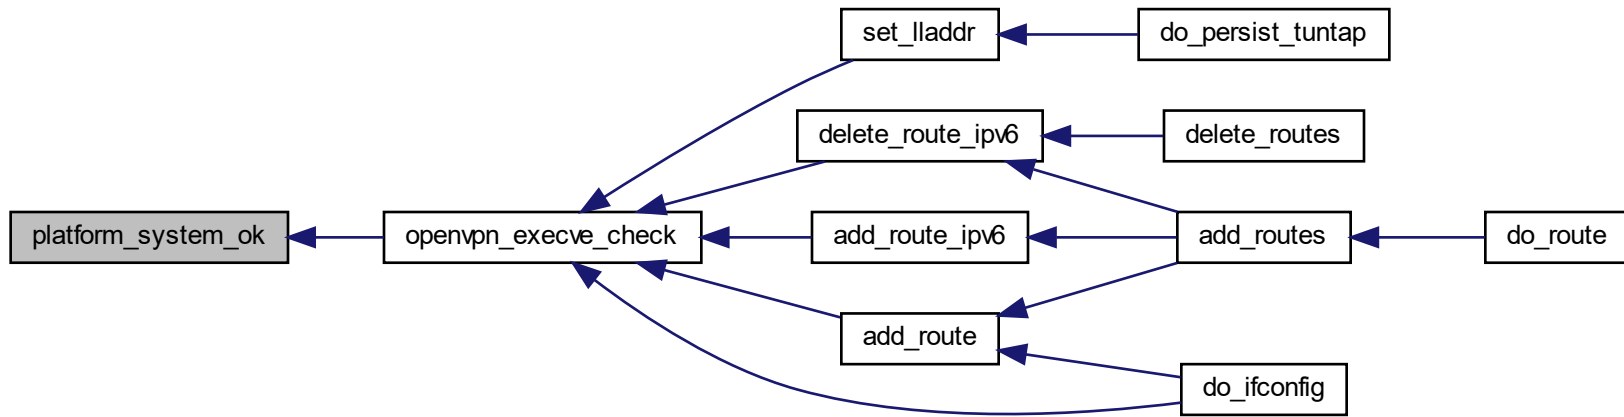 set_lladdr
do_persist_tuntap
delete_route_ipv6
delete_routes
platform_system_ok
openvpn_execve_check
add_route_ipv6
add_routes
do_route
add_route
do_ifconfig